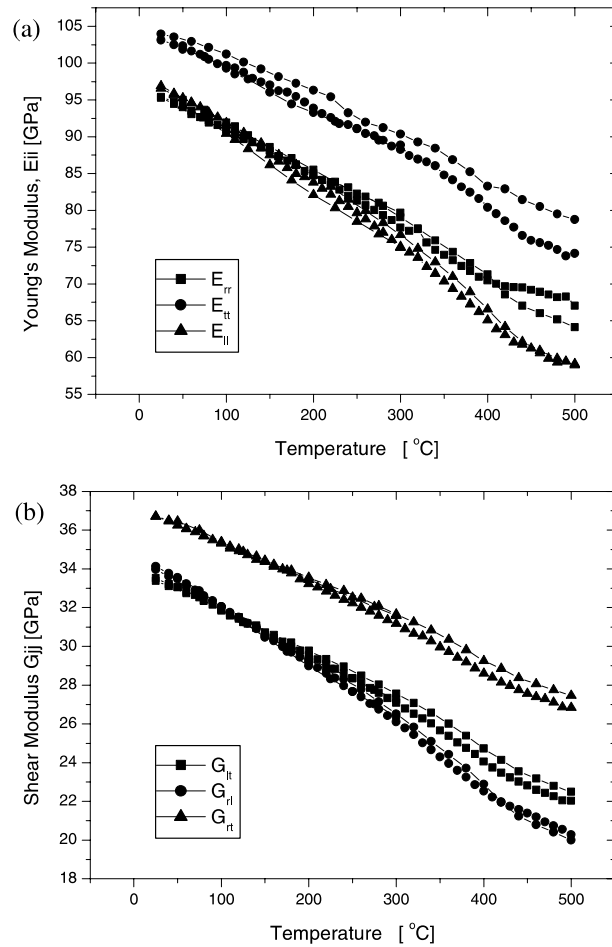 (a)
105
100
95
90
85
80
75
70
65
60
55
Young's Modulus, Eii [GPa]
Err
Ett
Ell
0 100 200 300 400 500
Temperature [ °C]
(b)
38
36
34
32
30
28
26
24
22
20
18
Shear Modulus Gjj [GPa]
Glt
Grl
Grt
0 100 200 300 400 500
Temperature [ °C]